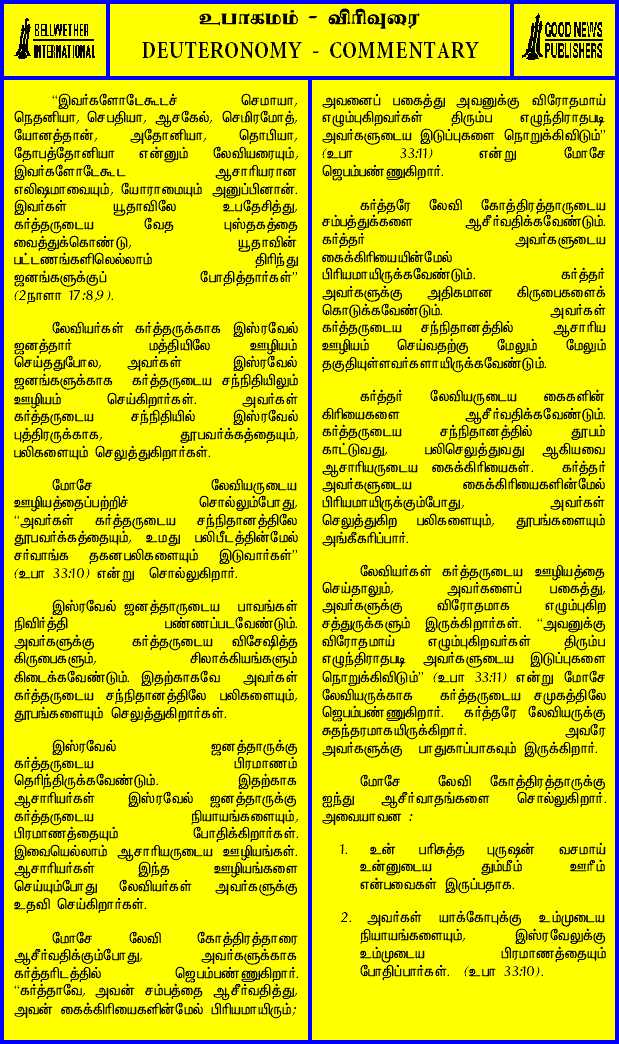 BELLWETHER
INTERNATIONAL
உபாகமம் - விரிவுரை
DEUTERONOMY - COMMENTARY
GOOD NEWS
PUBLISHERS
“இவர்களோடேகூடச் செமாயா,
நெதனியா, செபதியா, ஆசகேல், செமிரமோத்,
யோனத்தான், அதோனியா, தொபியா,
தோபத்தோனியா என்னும் லேவியரையும்,
இவர்களோடேகூட ஆசாரியரான
எலிஷமாவையும், யோராமையும் அனுப்பினான்.
இவர்கள் யூதாவிலே உபதேசித்து,
கர்த்தருடைய வேத புஸ்தகத்தை
வைத்துக்கொண்டு, யூதாவின்
பட்டணங்களிலெல்லாம் திரிந்து
ஜனங்களுக்குப் போதித்தார்கள்”
(2நாளா 17:8,9).
லேவியர்கள் கர்த்தருக்காக இஸ்ரவேல்
ஜனத்தார் மத்தியிலே ஊழியம்
செய்ததுபோல, அவர்கள் இஸ்ரவேல்
ஜனங்களுக்காக கர்த்தருடைய சந்நிதியிலும்
ஊழியம் செய்கிறார்கள். அவர்கள்
கர்த்தருடைய சந்நிதியில் இஸ்ரவேல்
புத்திரருக்காக, தூபவர்க்கத்தையும்,
பலிகளையும் செலுத்துகிறார்கள்.
மோசே லேவியருடைய
ஊழியத்தைப்பற்றிச் சொல்லும்போது,
“அவர்கள் கர்த்தருடைய சந்நிதானத்திலே
தூபவர்க்கத்தையும், உமது பலிபீடத்தின்மேல்
சர்வாங்க தகனபலிகளையும் இடுவார்கள்”
(உபா 33:10) என்று சொல்லுகிறார்.
இஸ்ரவேல் ஜனத்தாருடைய பாவங்கள்
நிவிர்த்தி பண்ணப்படவேண்டும்.
அவர்களுக்கு கர்த்தருடைய விசேஷித்த
கிருபைகளும், சிலாக்கியங்களும்
கிடைக்கவேண்டும். இதற்காகவே அவர்கள்
கர்த்தருடைய சந்நிதானத்திலே பலிகளையும்,
தூபங்களையும் செலுத்துகிறார்கள்.
இஸ்ரவேல் ஜனத்தாருக்கு
கர்த்தருடைய பிரமாணம்
தெரிந்திருக்கவேண்டும். இதற்காக
ஆசாரியர்கள் இஸ்ரவேல் ஜனத்தாருக்கு
கர்த்தருடைய நியாயங்களையும்,
பிரமாணத்தையும் போதிக்கிறார்கள்.
இவையெல்லாம் ஆசாரியருடைய ஊழியங்கள்.
ஆசாரியர்கள் இந்த ஊழியங்களை
செய்யும்போது லேவியர்கள் அவர்களுக்கு
உதவி செய்கிறார்கள்.
மோசே லேவி கோத்திரத்தாரை
ஆசீர்வதிக்கும்போது, அவர்களுக்காக
கர்த்தரிடத்தில் ஜெபம்பண்ணுகிறார்.
“கர்த்தாவே, அவன் சம்பத்தை ஆசீர்வதித்து,
அவன் கைக்கிரியைகளின்மேல் பிரியமாயிரும்;
அவனைப் பகைத்து அவனுக்கு விரோதமாய்
எழும்புகிறவர்கள் திரும்ப எழுந்திராதபடி
அவர்களுடைய இடுப்புகளை நொறுக்கிவிடும்”
(உபா 33:11) என்று மோசே
ஜெபம்பண்ணுகிறார்.
கர்த்தரே லேவி கோத்திரத்தாருடைய
சம்பத்துக்களை ஆசீர்வதிக்கவேண்டும்.
கர்த்தர் அவர்களுடைய
கைக்கிரியையின்மேல்
பிரியமாயிருக்கவேண்டும். கர்த்தர்
அவர்களுக்கு அதிகமான கிருபைகளைக்
கொடுக்கவேண்டும். அவர்கள்
கர்த்தருடைய சந்நிதானத்தில் ஆசாரிய
ஊழியம் செய்வதற்கு மேலும் மேலும்
தகுதியுள்ளவர்களாயிருக்கவேண்டும்.
கர்த்தர் லேவியருடைய கைகளின்
கிரியைகளை ஆசீர்வதிக்கவேண்டும்.
கர்த்தருடைய சந்நிதானத்தில் தூபம்
காட்டுவது, பலிசெலுத்துவது ஆகியவை
ஆசாரியருடைய கைக்கிரியைகள். கர்த்தர்
அவர்களுடைய கைக்கிரியைகளின்மேல்
பிரியமாயிருக்கும்போது, அவர்கள்
செலுத்துகிற பலிகளையும், தூபங்களையும்
அங்கீகரிப்பார்.
லேவியர்கள் கர்த்தருடைய ஊழியத்தை
செய்தாலும், அவர்களைப் பகைத்து,
அவர்களுக்கு விரோதமாக எழும்புகிற
சத்துருக்களும் இருக்கிறார்கள். “அவனுக்கு
விரோதமாய் எழும்புகிறவர்கள் திரும்ப
எழுந்திராதபடி அவர்களுடைய இடுப்புகளை
நொறுக்கிவிடும்” (உபா 33:11) என்று மோசே
லேவியருக்காக கர்த்தருடைய சமுகத்திலே
ஜெபம்பண்ணுகிறார். கர்த்தரே லேவியருக்கு
சுதந்தரமாகயிருக்கிறார். அவரே
அவர்களுக்கு பாதுகாப்பாகவும் இருக்கிறார்.
மோசே லேவி கோத்திரத்தாருக்கு
ஐந்து ஆசீர்வாதங்களை சொல்லுகிறார்.
அவையாவன :
1. உன் பரிசுத்த புருஷன் வசமாய்
உன்னுடைய தும்மீம் ஊரீம்
என்பவைகள் இருப்பதாக.
2. அவர்கள் யாக்கோபுக்கு உம்முடைய
நியாயங்களையும், இஸ்ரவேலுக்கு
உம்முடைய பிரமாணத்தையும்
போதிப்பார்கள். (உபா 33:10).